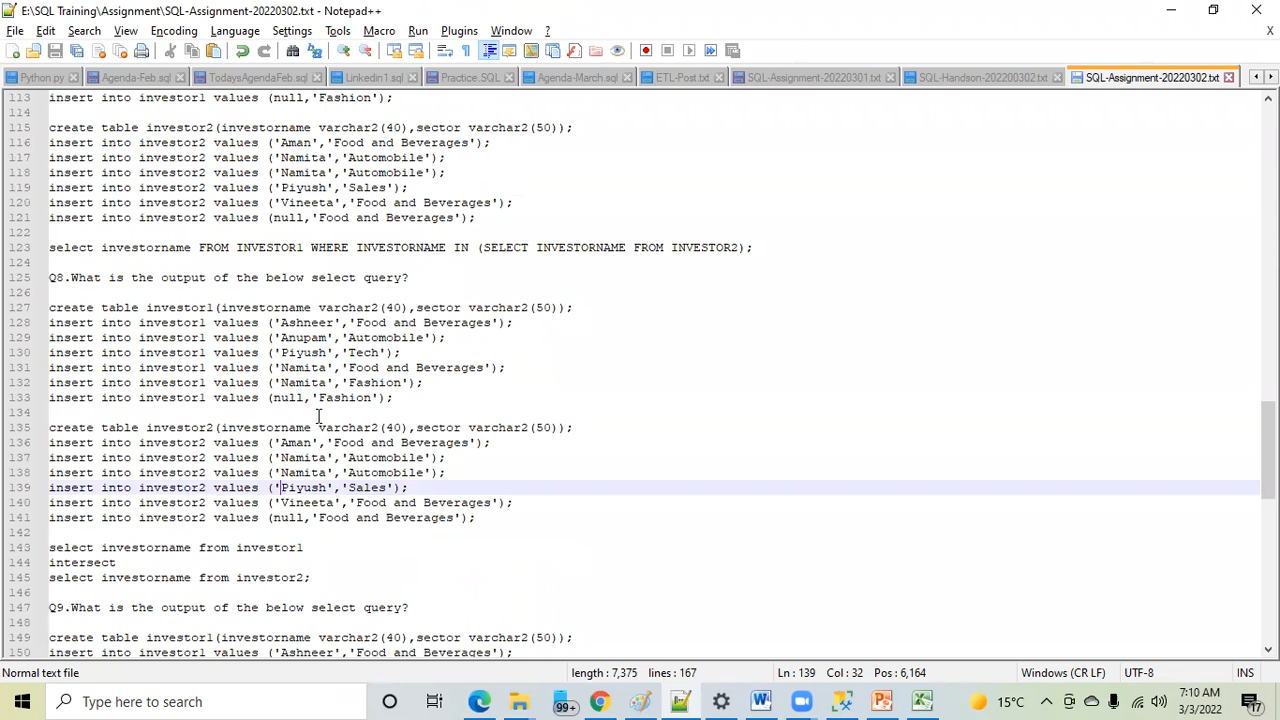 E:\SQL Training\Assignment\SQL-Assignment-20220302.txt - Notepad++
File Edit Search View Encoding Language Settings Tools Macro Run Plugins Window ? X
Python.py Agenda-Feb.sql TodaysAgendaFeb.sql Linkedin1.sql Practice.SQL Agenda-March.sql ETL-Post.txt SQL-Assignment-20220301.txt SQL-Handson-202200302.txt SQL-Assignment-20220302.txt
113 insert into investor1 values (null,'Fashion');
114
115 create table investor2(investorname varchar2(40),sector varchar2(50));
116 insert into investor2 values ('Aman','Food and Beverages');
117 insert into investor2 values ('Namita','Automobile');
118 insert into investor2 values ('Namita','Automobile');
119 insert into investor2 values ('Piyush','Sales');
120 insert into investor2 values ('Vineeta','Food and Beverages');
121 insert into investor2 values (null,'Food and Beverages');
122
123 select investorname FROM INVESTOR1 WHERE INVESTORNAME IN (SELECT INVESTORNAME FROM INVESTOR2);
124
125 Q8.What is the output of the below select query?
126
127 create table investor1(investorname varchar2(40),sector varchar2(50));
128 insert into investor1 values ('Ashneer','Food and Beverages');
129 insert into investor1 values ('Anupam','Automobile');
130 insert into investor1 values ('Piyush','Tech');
131 insert into investor1 values ('Namita','Food and Beverages');
132 insert into investor1 values ('Namita','Fashion');
133 insert into investor1 values (null,'Fashion');
134
135 create table investor2(investorname varchar2(40),sector varchar2(50));
136 insert into investor2 values ('Aman','Food and Beverages');
137 insert into investor2 values ('Namita','Automobile');
138 insert into investor2 values ('Namita','Automobile');
139 insert into investor2 values ('Piyush','Sales');
140 insert into investor2 values ('Vineeta','Food and Beverages');
141 insert into investor2 values (null,'Food and Beverages');
142
143 select investorname from investor1
144 intersect
145 select investorname from investor2;
146
147 Q9.What is the output of the below select query?
148
149 create table investor1(investorname varchar2(40),sector varchar2(50));
150 insert into investor1 values ('Ashneer','Food and Beverages');
Normal text file length : 7,375 lines : 167 Ln : 139 Col : 32 Pos : 6,164 Windows (CR LF) UTF-8 INS
Type here to search 99+ 15°C 7:10 AM
3/3/2022 17